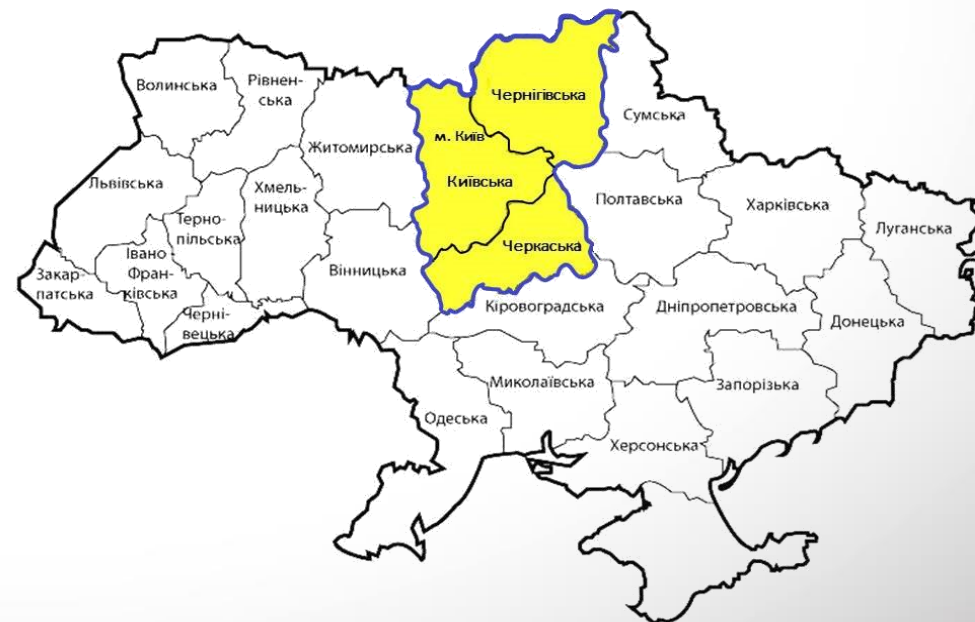 Волинська
Рівнен-
ська
Житомирська
м. Київ
Київська
Чернігівська
Сумська
Львівська
Терно-
пільська
Хмель-
ницька
Вінницька
Черкаська
Полтавська
Харківська
Луганська
Закар-
патська
Івано
Фран-
ківська
Черні-
вецька
Кіровоградська
Дніпропетровська
Донецька
Одеська
Миколаївська
Запорізька
Херсонська